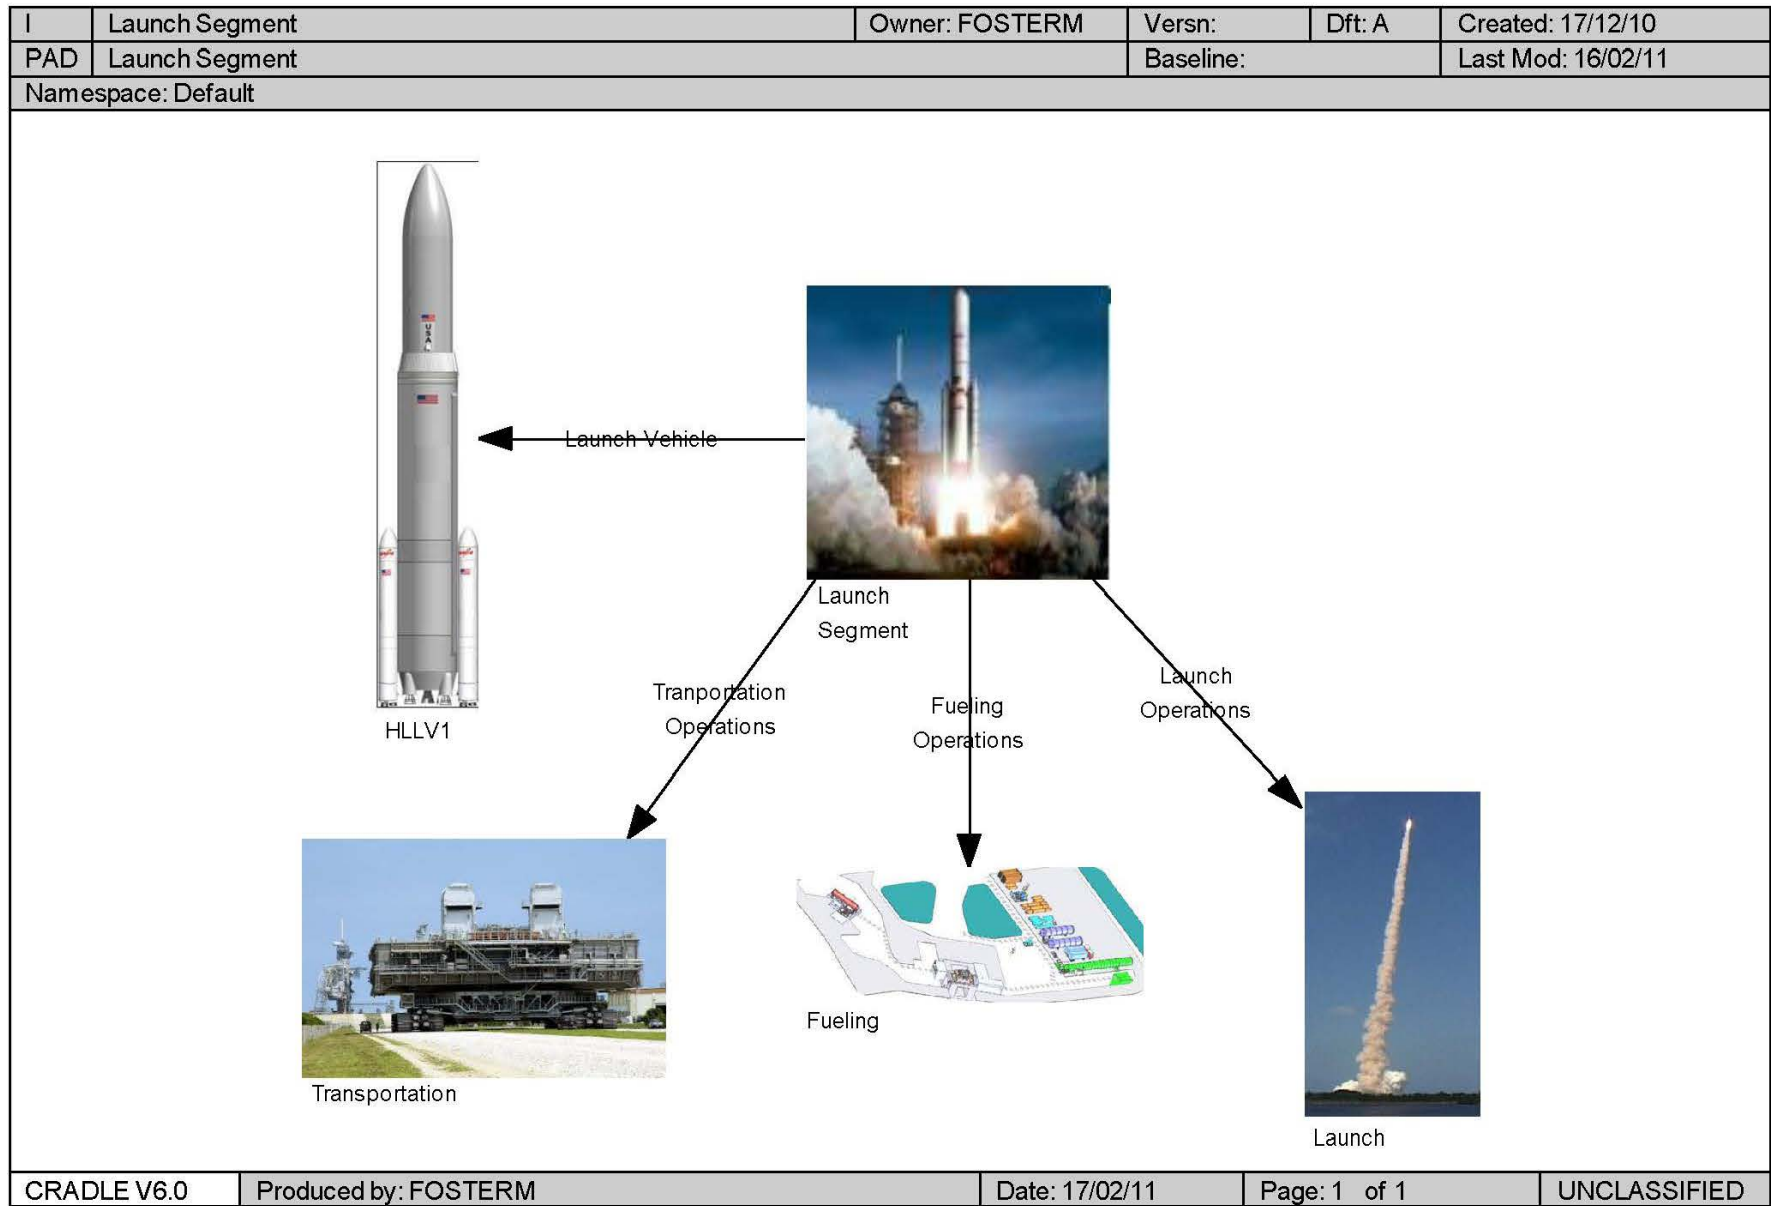 I Launch Segment Owner: FOSTERM Versn: Dft: A Created: 17/12/10
PAD Launch Segment Baseline: Last Mod: 16/02/11
Namespace: Default
USA
Launch Vehicle
Launch
Segment
HLLV1
Tranportation
Operations
Fueling
Operations
Launch
Operations
Transportation
Fueling
Launch
CRADLE V6.0 Produced by: FOSTERM Date: 17/02/11 Page: 1 of 1 UNCLASSIFIED